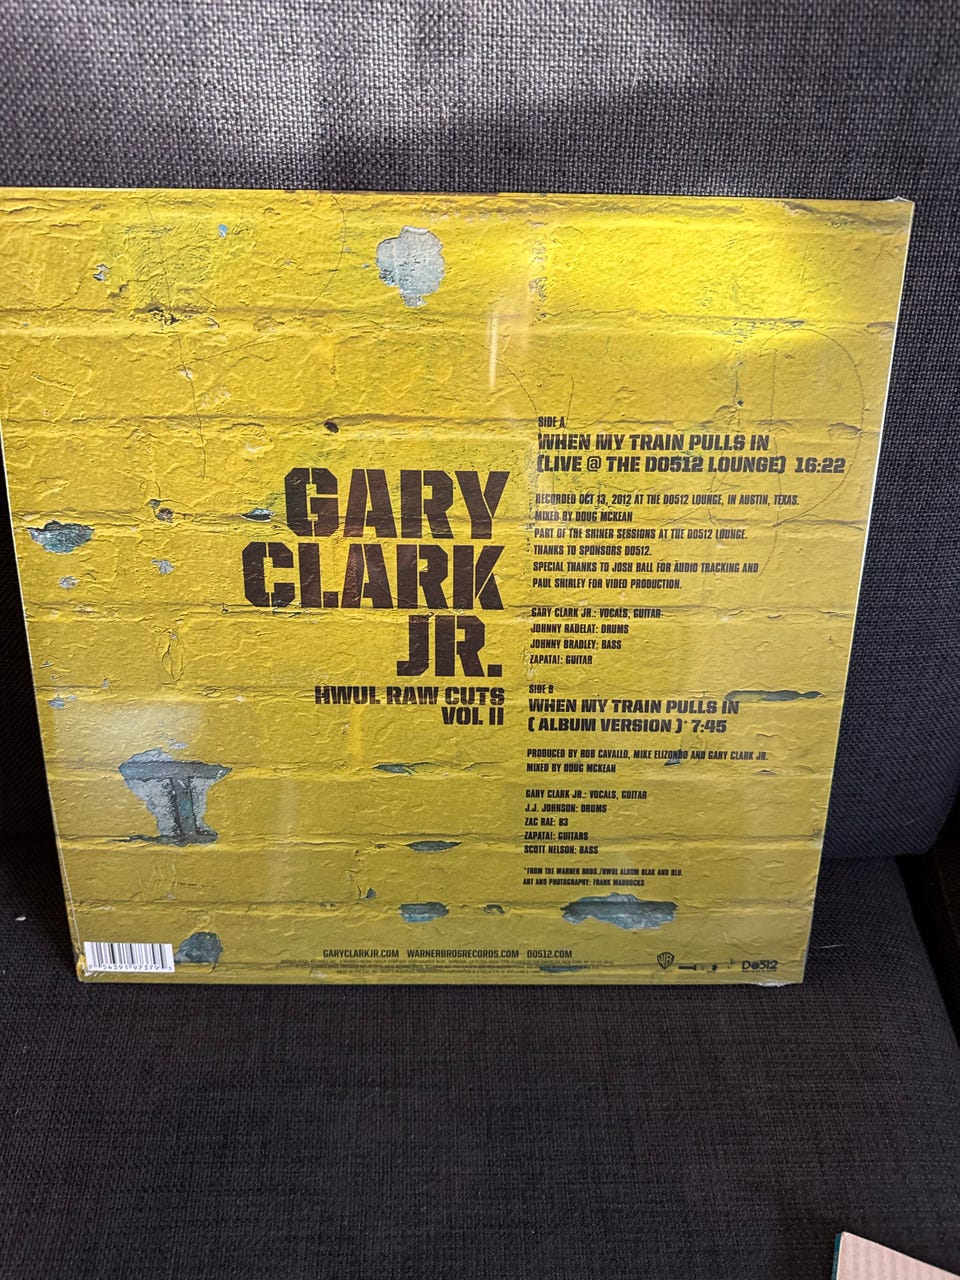 GARY
CLARK
JR.
HWUL RAW CUTS
VOL II
SIDE A
WHEN MY TRAIN PULLS IN
(LIVE @ THE DO512 LOUNGE) 16:22
RECORDED OCT 13, 2012 AT THE DO512 LOUNGE, IN AUSTIN, TEXAS.
MIXED BY DOUG MCKEAN
PART OF THE SHINER SESSIONS AT THE DO512 LOUNGE.
THANKS TO SPONSORS DO512.
SPECIAL THANKS TO JOSH BALL FOR AUDIO TRACKING AND
PAUL SHIRLEY FOR VIDEO PRODUCTION.
GARY CLARK JR.: VOCALS, GUITAR
JOHNNY RADELAT: DRUMS
JOHNNY BRADLEY: BASS
ZAPATA!: GUITAR
SIDE B
WHEN MY TRAIN PULLS IN
( ALBUM VERSION )* 7:45
PRODUCED BY ROB CAVALLO, MIKE ELIZONDO AND GARY CLARK JR.
MIXED BY DOUG MCKEAN
GARY CLARK JR.: VOCALS, GUITAR
J.J. JOHNSON: DRUMS
ZAC RAE: B3
ZAPATA!: GUITARS
SCOTT NELSON: BASS
*FROM THE WARNER BROS./HWUL ALBUM BLAK AND BLU.
ART AND PHOTOGRAPHY: FRANK MADDOCKS
GARYCLARKJR.COM WARNERBROSRECORDS.COM DO512.COM
54391 97379
WB
DO512